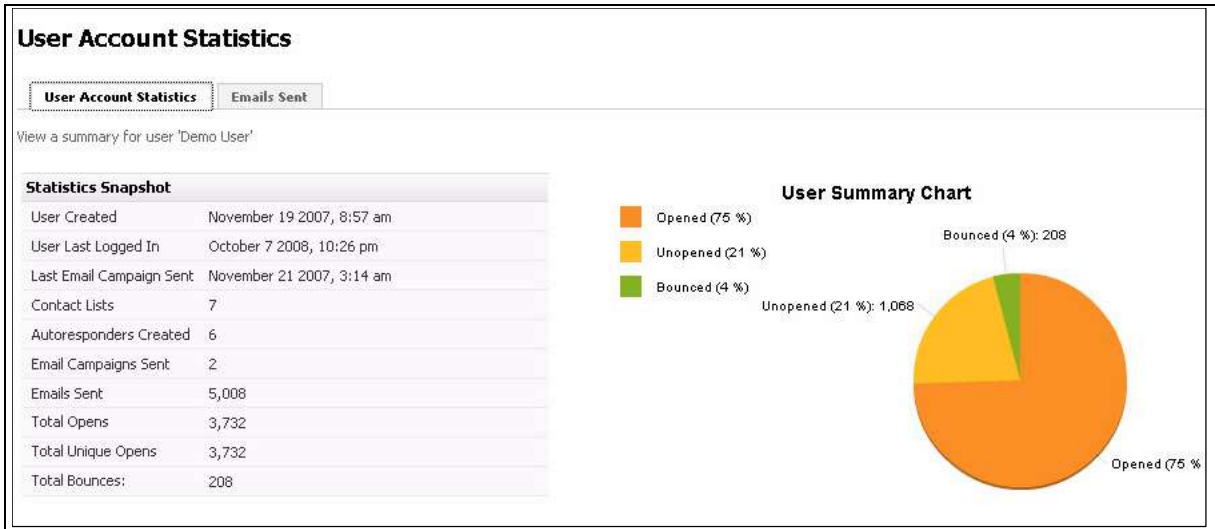 User Account Statistics
User Account Statistics
Emails Sent
View a summary for user 'Demo User'
Statistics Snapshot
User Created November 19 2007, 8:57 am
User Last Logged In October 7 2008, 10:26 pm
Last Email Campaign Sent November 21 2007, 3:14 am
Contact Lists 7
Autoresponders Created 6
Email Campaigns Sent 2
Emails Sent 5,008
Total Opens 3,732
Total Unique Opens 3,732
Total Bounces: 208
User Summary Chart
Opened (75 %)
Unopened (21 %)
Bounced (4 %)
Bounced (4 %): 208
Unopened (21 %): 1,068
Opened (75 %